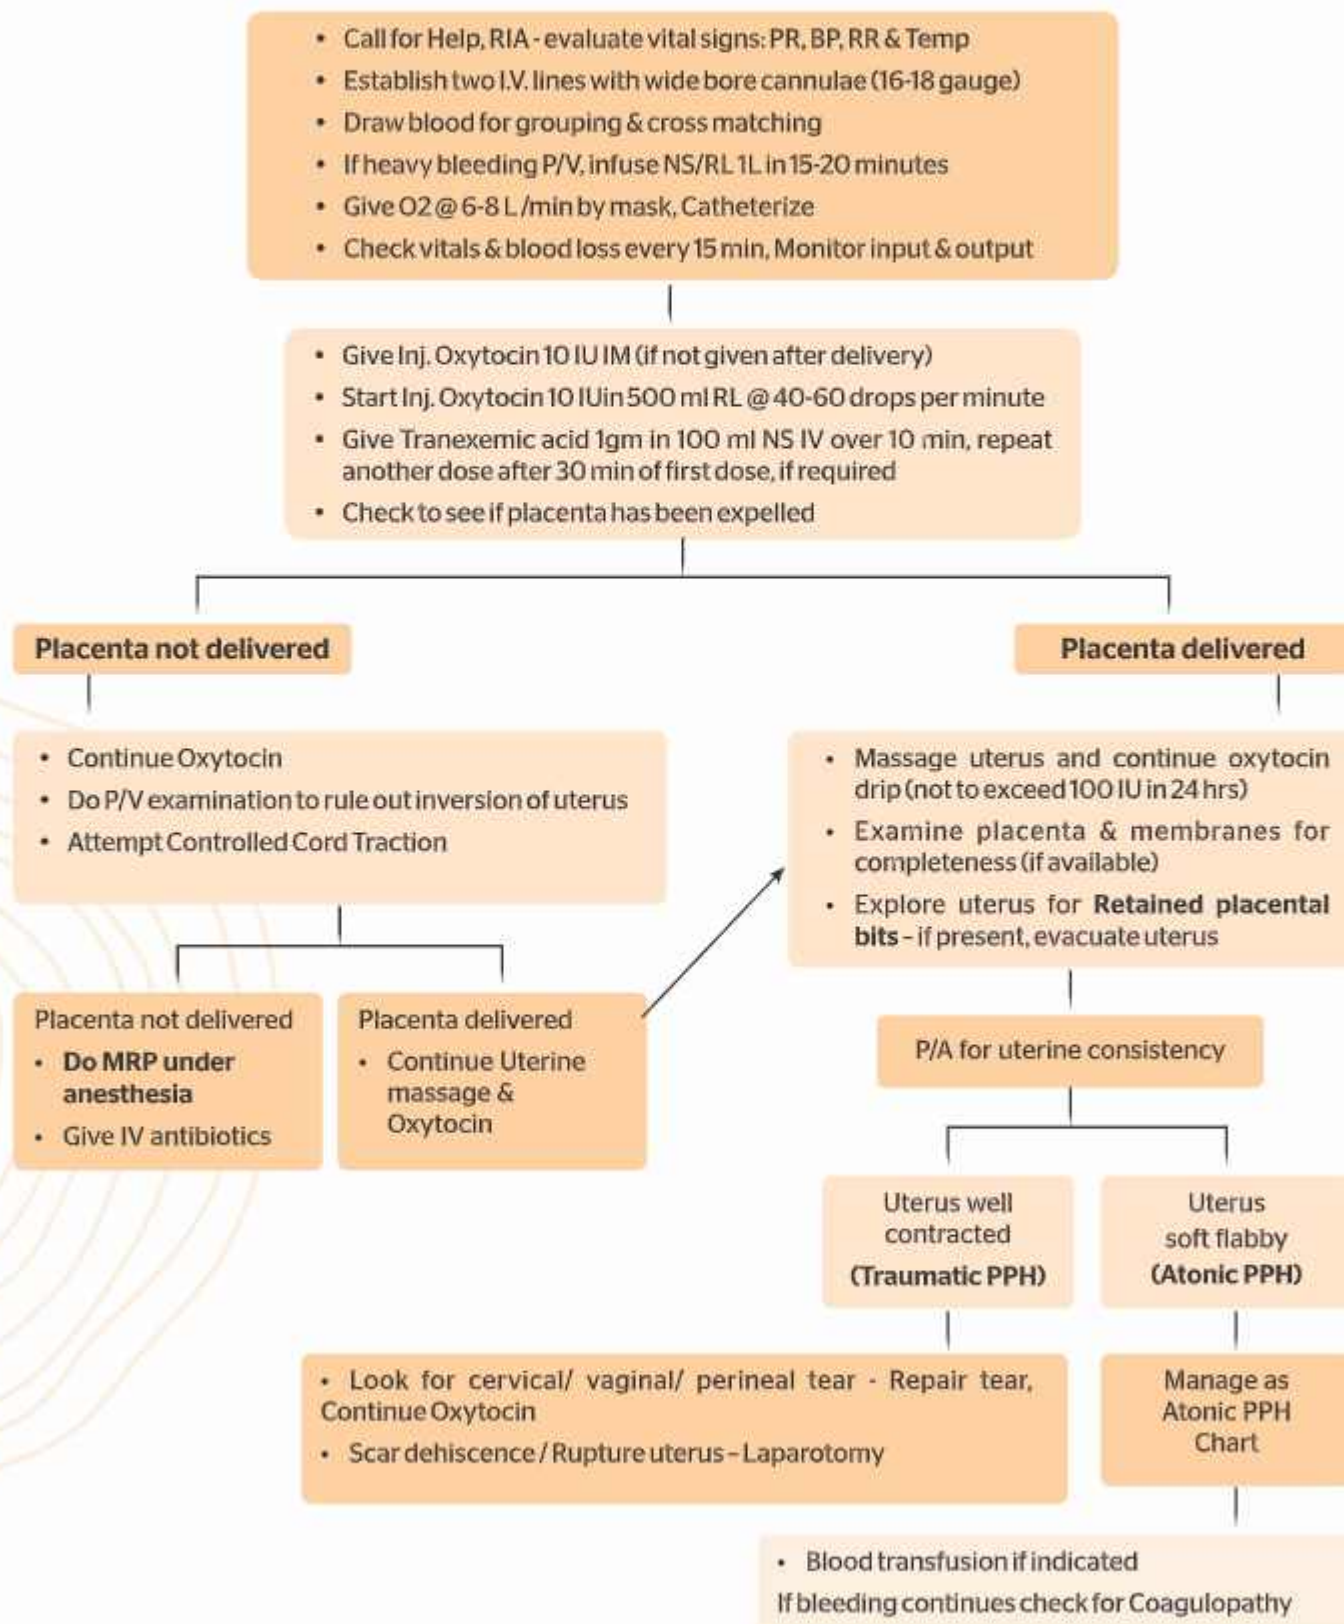 • Call for Help, RIA - evaluate vital signs: PR, BP, RR & Temp
• Establish two I.V. lines with wide bore cannulae (16-18 gauge)
• Draw blood for grouping & cross matching
• If heavy bleeding P/V, infuse NS/RL 1L in 15-20 minutes
• Give O2 @ 6-8 L /min by mask, Catheterize
• Check vitals & blood loss every 15 min, Monitor input & output
• Give Inj. Oxytocin 10 IU IM (if not given after delivery)
• Start Inj. Oxytocin 10 IUin 500 ml RL @ 40-60 drops per minute
• Give Tranexemic acid 1gm in 100 ml NS IV over 10 min, repeat
another dose after 30 min of first dose, if required
• Check to see if placenta has been expelled
Placenta not delivered
• Continue Oxytocin
• Do P/V examination to rule out inversion of uterus
• Attempt Controlled Cord Traction
Placenta not delivered
• Do MRP under
anesthesia
• Give IV antibiotics
Placenta delivered
• Continue Uterine
massage &
Oxytocin
Placenta delivered
• Massage uterus and continue oxytocin
drip (not to exceed 100 IU in 24 hrs)
• Examine placenta & membranes for
completeness (if available)
• Explore uterus for Retained placental
bits – if present, evacuate uterus
P/A for uterine consistency
Uterus well
contracted
(Traumatic PPH)
• Look for cervical/ vaginal/ perineal tear - Repair tear,
Continue Oxytocin
• Scar dehiscence / Rupture uterus – Laparotomy
Uterus
soft flabby
(Atonic PPH)
Manage as
Atonic PPH
Chart
• Blood transfusion if indicated
If bleeding continues check for Coagulopathy